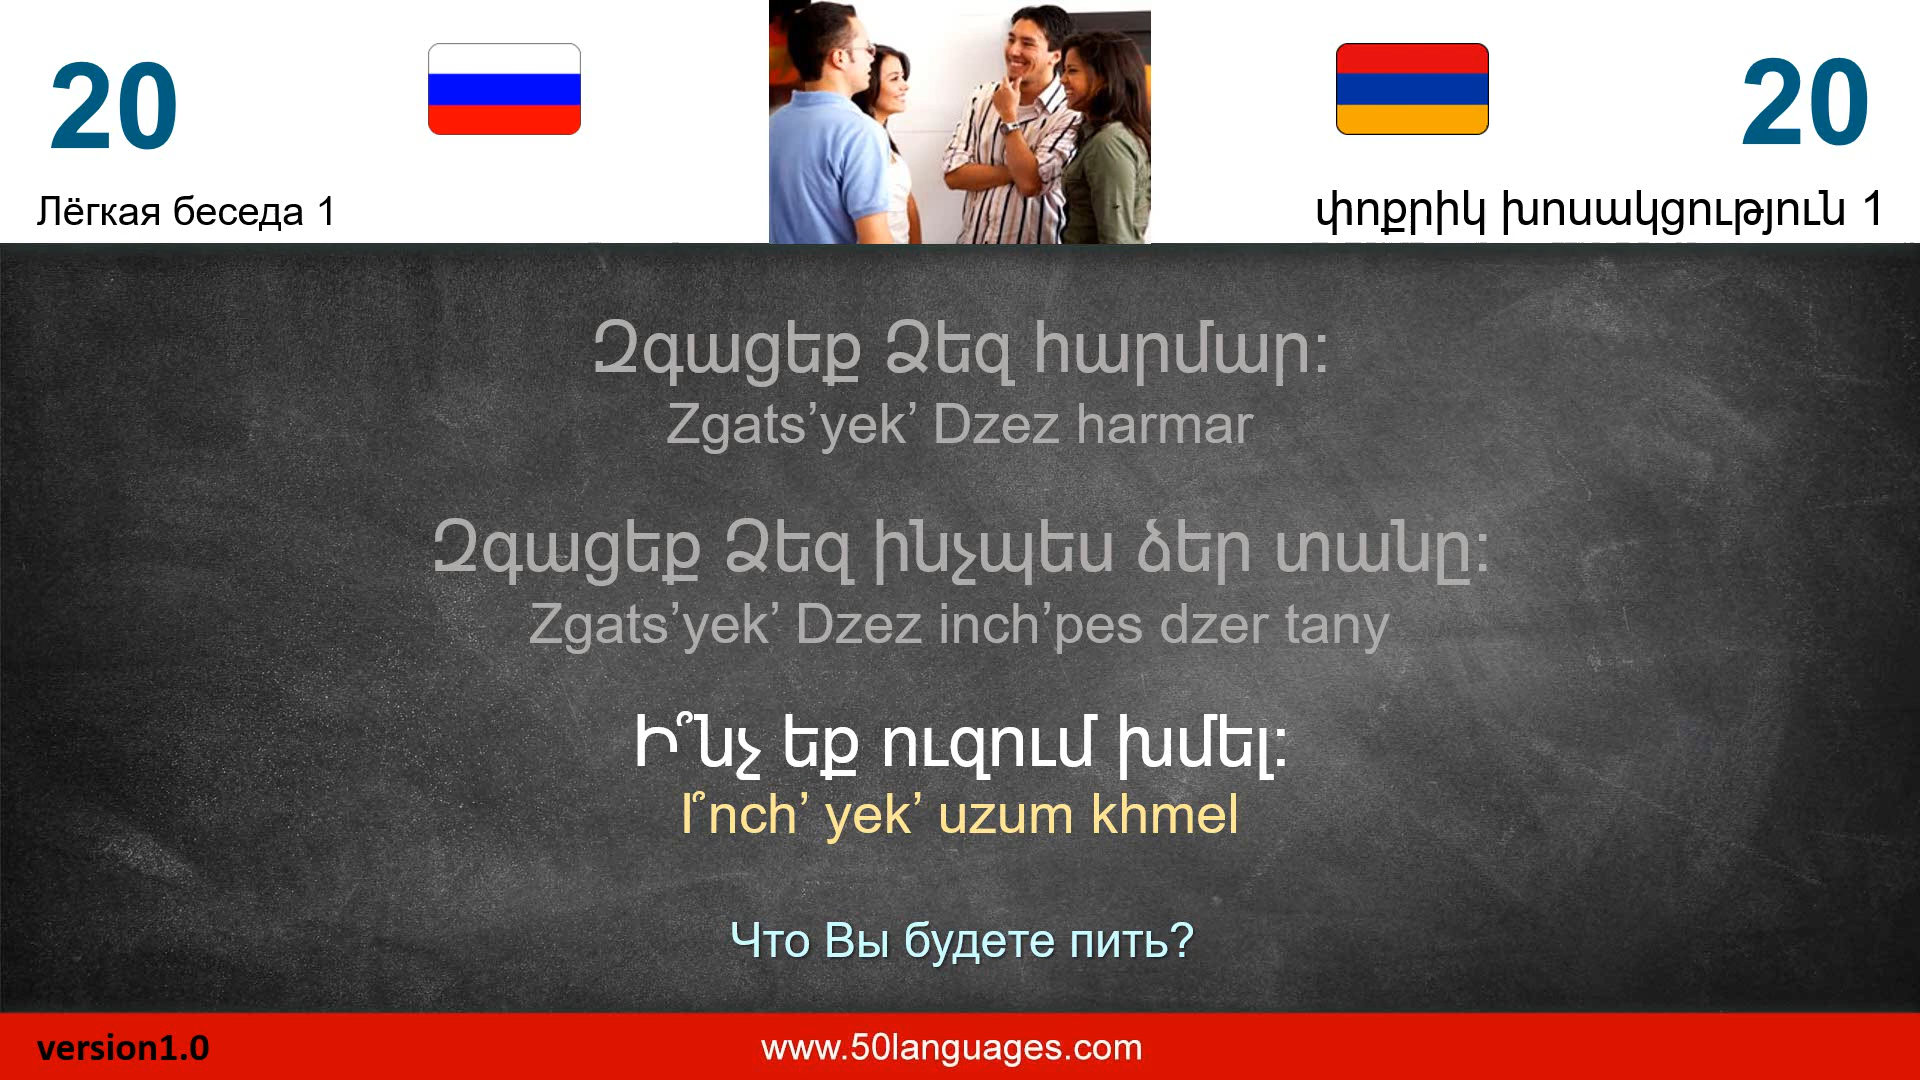 20
20
Лёгкая беседа 1
փոքրիկ խոսակցություն 1
Զգացեք Ձեզ հարմար:
Zgats’yek’ Dzez harmar
Զգացեք Ձեզ ինչպես ձեր տանը:
Zgats’yek’ Dzez inch’pes dzer tany
Ի՞նչ եք ուզում խմել:
I՞nch’ yek’ uzum khmel
Что Вы будете пить?
version1.0
www.50languages.com